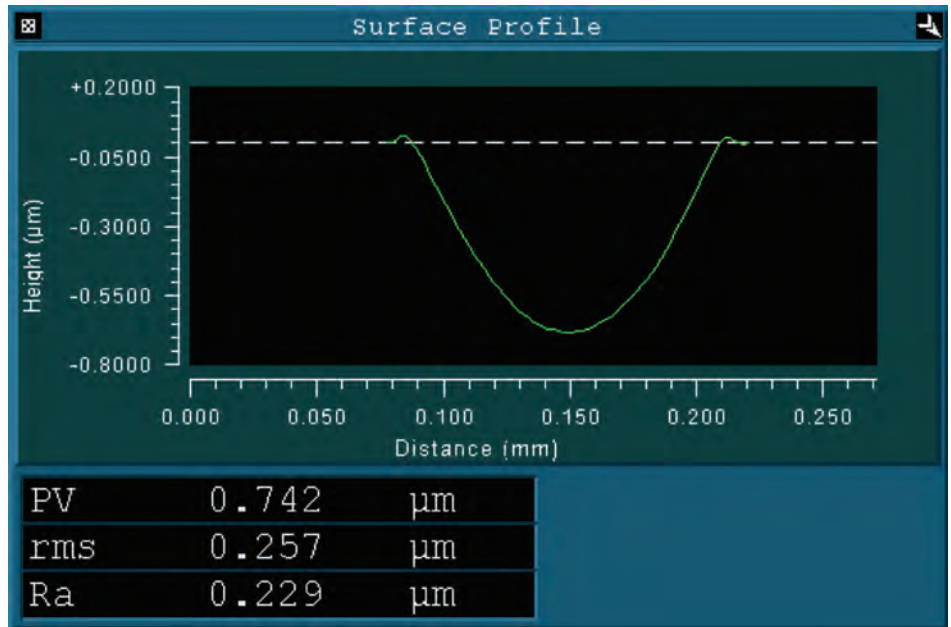 Surface Profile
+0.2000
-0.0500
-0.3000
-0.5500
-0.8000
Height (µm)
0.000 0.050 0.100 0.150 0.200 0.250
Distance (mm)
PV 0.742 µm
rms 0.257 µm
Ra 0.229 µm